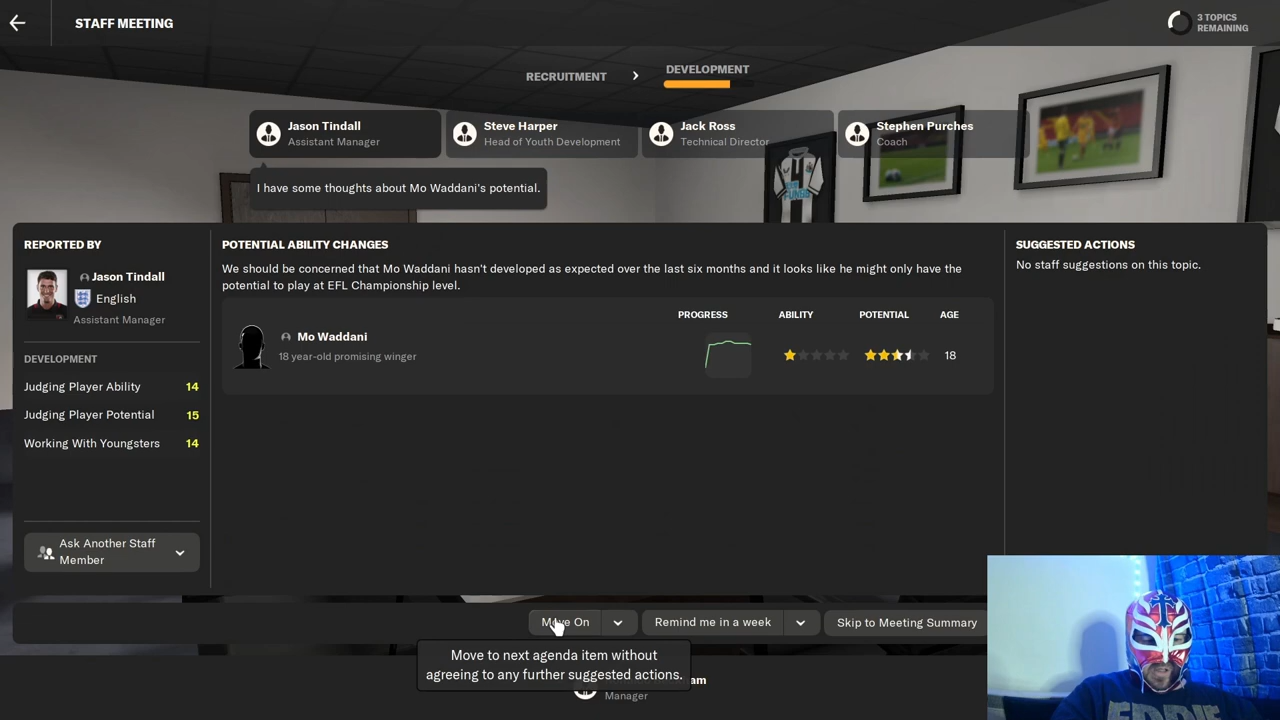 STAFF MEETING
3 TOPICS
REMAINING
RECRUITMENT
DEVELOPMENT
Jason Tindall
Assistant Manager
Steve Harper
Head of Youth Development
Jack Ross
Technical Director
Stephen Purches
Coach
I have some thoughts about Mo Waddani's potential.
REPORTED BY
Jason Tindall
English
Assistant Manager
DEVELOPMENT
Judging Player Ability 14
Judging Player Potential 15
Working With Youngsters 14
Ask Another Staff
Member
POTENTIAL ABILITY CHANGES
We should be concerned that Mo Waddani hasn't developed as expected over the last six months and it looks like he might only have the
potential to play at EFL Championship level.
PROGRESS ABILITY POTENTIAL AGE
Mo Waddani
18 year-old promising winger
18
SUGGESTED ACTIONS
No staff suggestions on this topic.
Move On
Remind me in a week
Skip to Meeting Summary
Move to next agenda item without
agreeing to any further suggested actions.
Manager
EDDIE